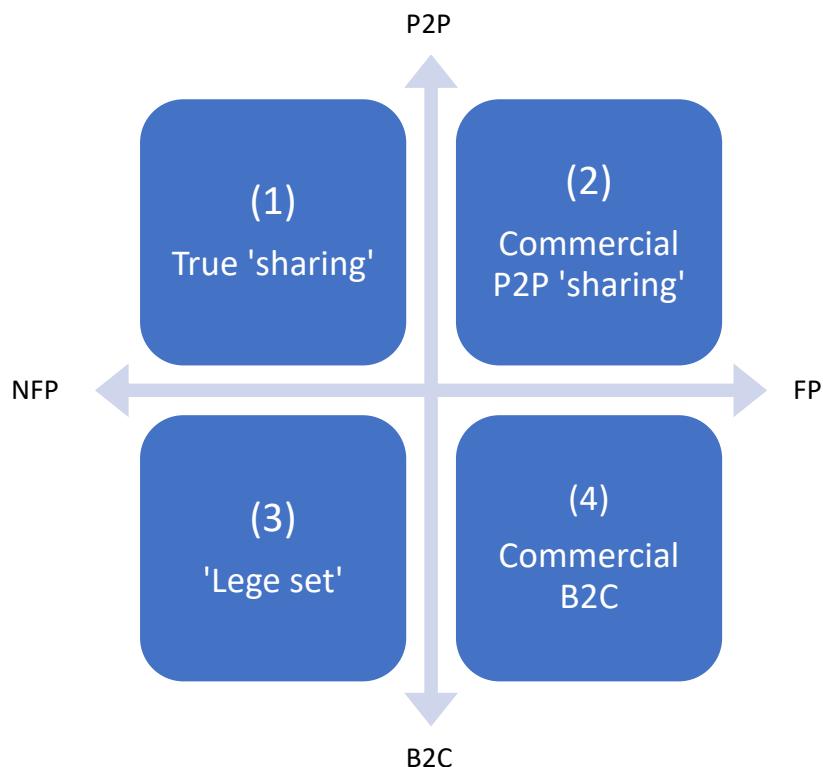 P2P
(1)
True 'sharing'
(2)
Commercial
P2P 'sharing'
NFP
FP
(3)
'Lege set'
(4)
Commercial
B2C
B2C